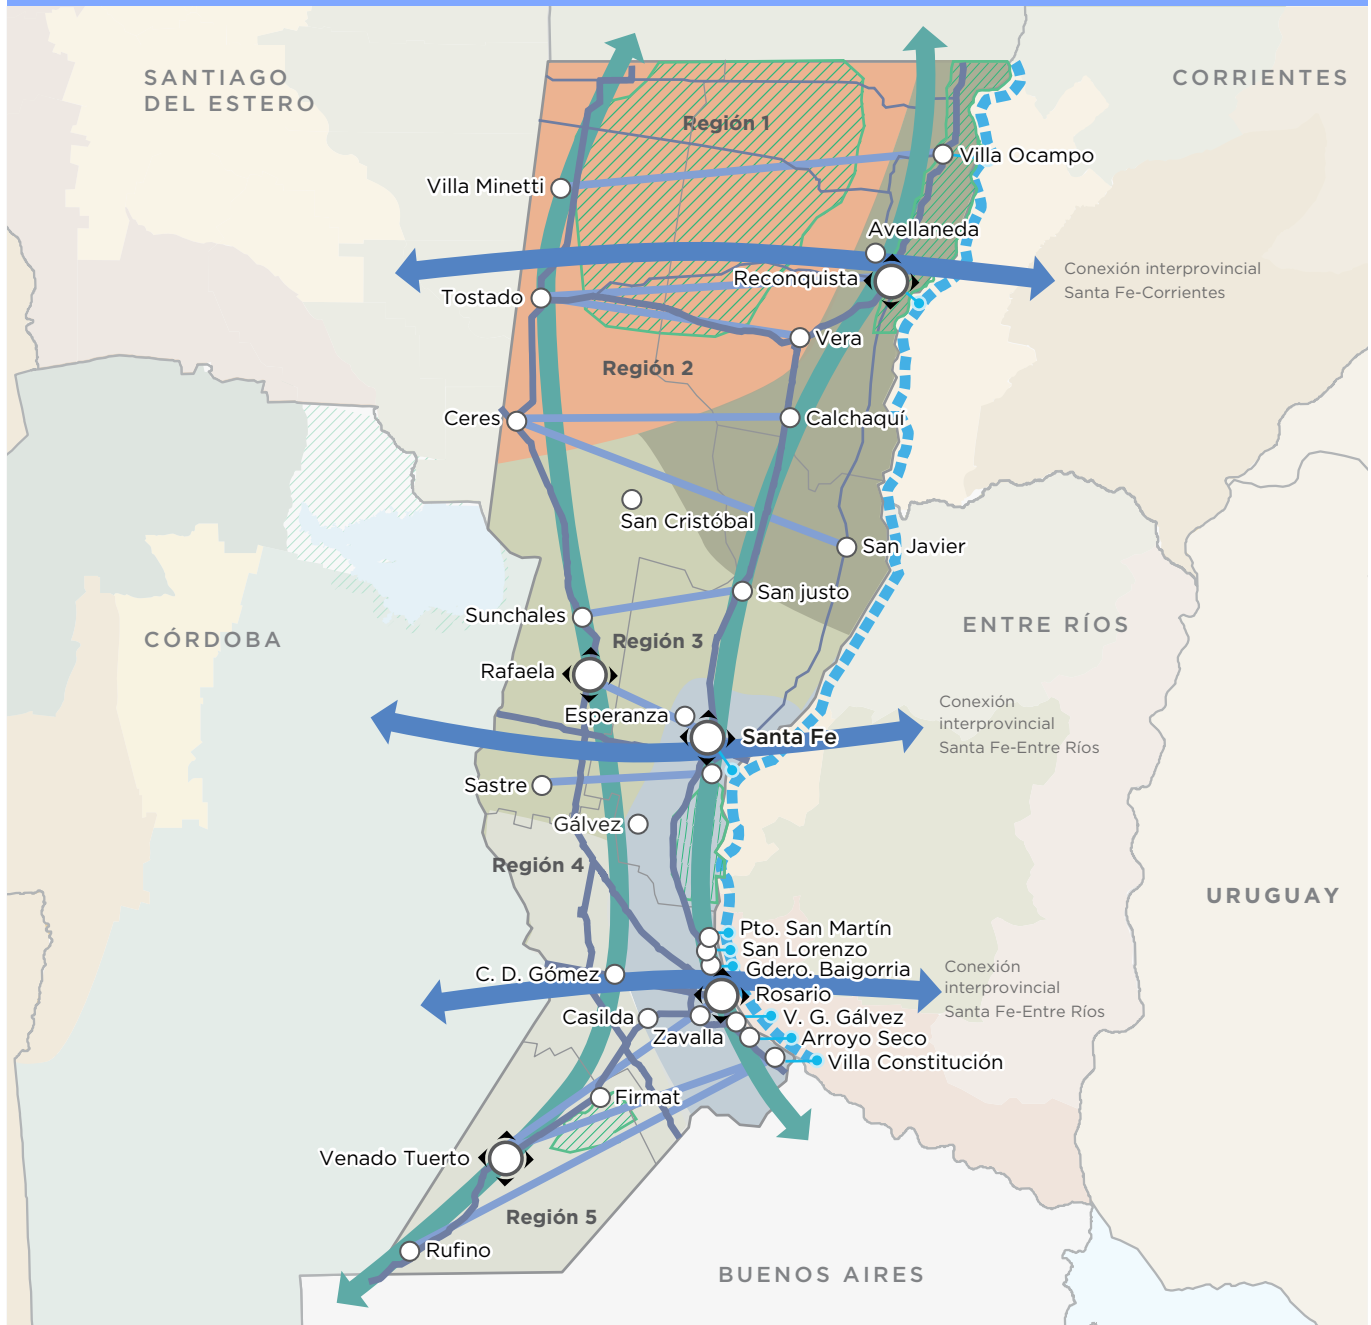 SANTIAGO
DEL ESTERO
CORRIENTES
Región 1
Villa Ocampo
Villa Minetti
Avellaneda
Reconquista
Conexión interprovincial
Santa Fe-Corrientes
Tostado
Vera
Región 2
Ceres
Calchaquí
San Cristóbal
San Javier
San justo
Sunchales
ENTRE RÍOS
CÓRDOBA
Región 3
Rafaela
Conexión
interprovincial
Santa Fe-Entre Ríos
Esperanza
Santa Fe
Sastre
Gálvez
Región 4
URUGUAY
Pto. San Martín
San Lorenzo
Gdero. Baigorria
C. D. Gómez
Conexión
interprovincial
Santa Fe-Entre Ríos
Rosario
Casilda
V. G. Gálvez
Zavalla
Arroyo Seco
Villa Constitución
Firmat
Venado Tuerto
Región 5
Rufino
BUENOS AIRES